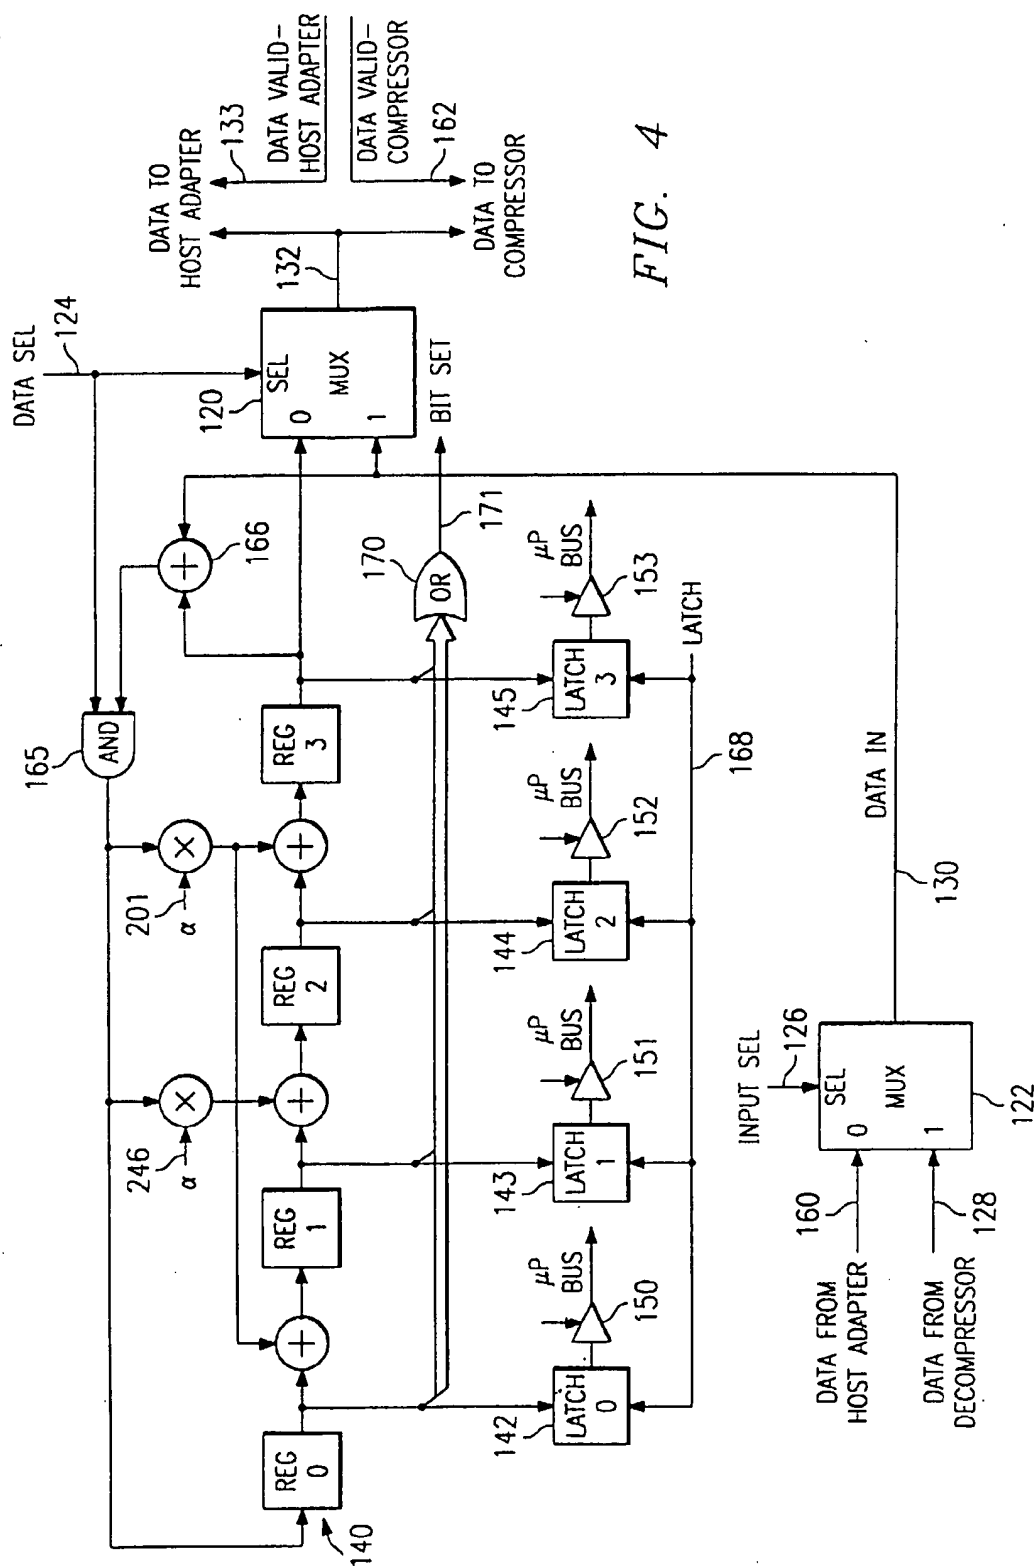 DATA SEL
124
DATA TO
HOST ADAPTER
133
DATA VALID-
HOST ADAPTER
DATA VALID-
COMPRESSOR
162
DATA TO
COMPRESSOR
132
120
SEL
MUX
0
1
BIT SET
FIG. 4
165
AND
+
166
201
α
×
246
α
×
REG
0
140
+
REG
1
+
REG
2
+
REG
3
170
OR
171
142
LATCH
0
150
μP
BUS
143
LATCH
1
151
μP
BUS
144
LATCH
2
152
μP
BUS
145
LATCH
3
153
μP
BUS
LATCH
168
INPUT SEL
126
SEL
MUX
0
1
122
DATA FROM
HOST ADAPTER
160
DATA FROM
DECOMPRESSOR
128
DATA IN
130